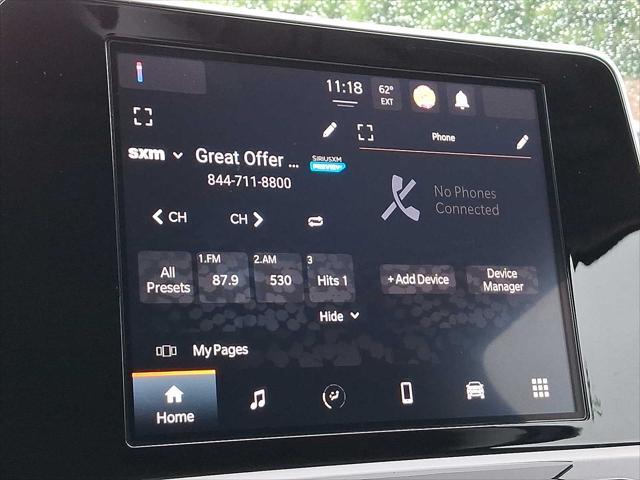 11:18
62°
EXT
sxm
Great Offer ...
SIRIUSXM
PREVIEW
844-711-8800
CH
CH
Phone
No Phones
Connected
All
Presets
1.FM
87.9
2.AM
530
3
Hits 1
+ Add Device
Device
Manager
Hide
My Pages
Home